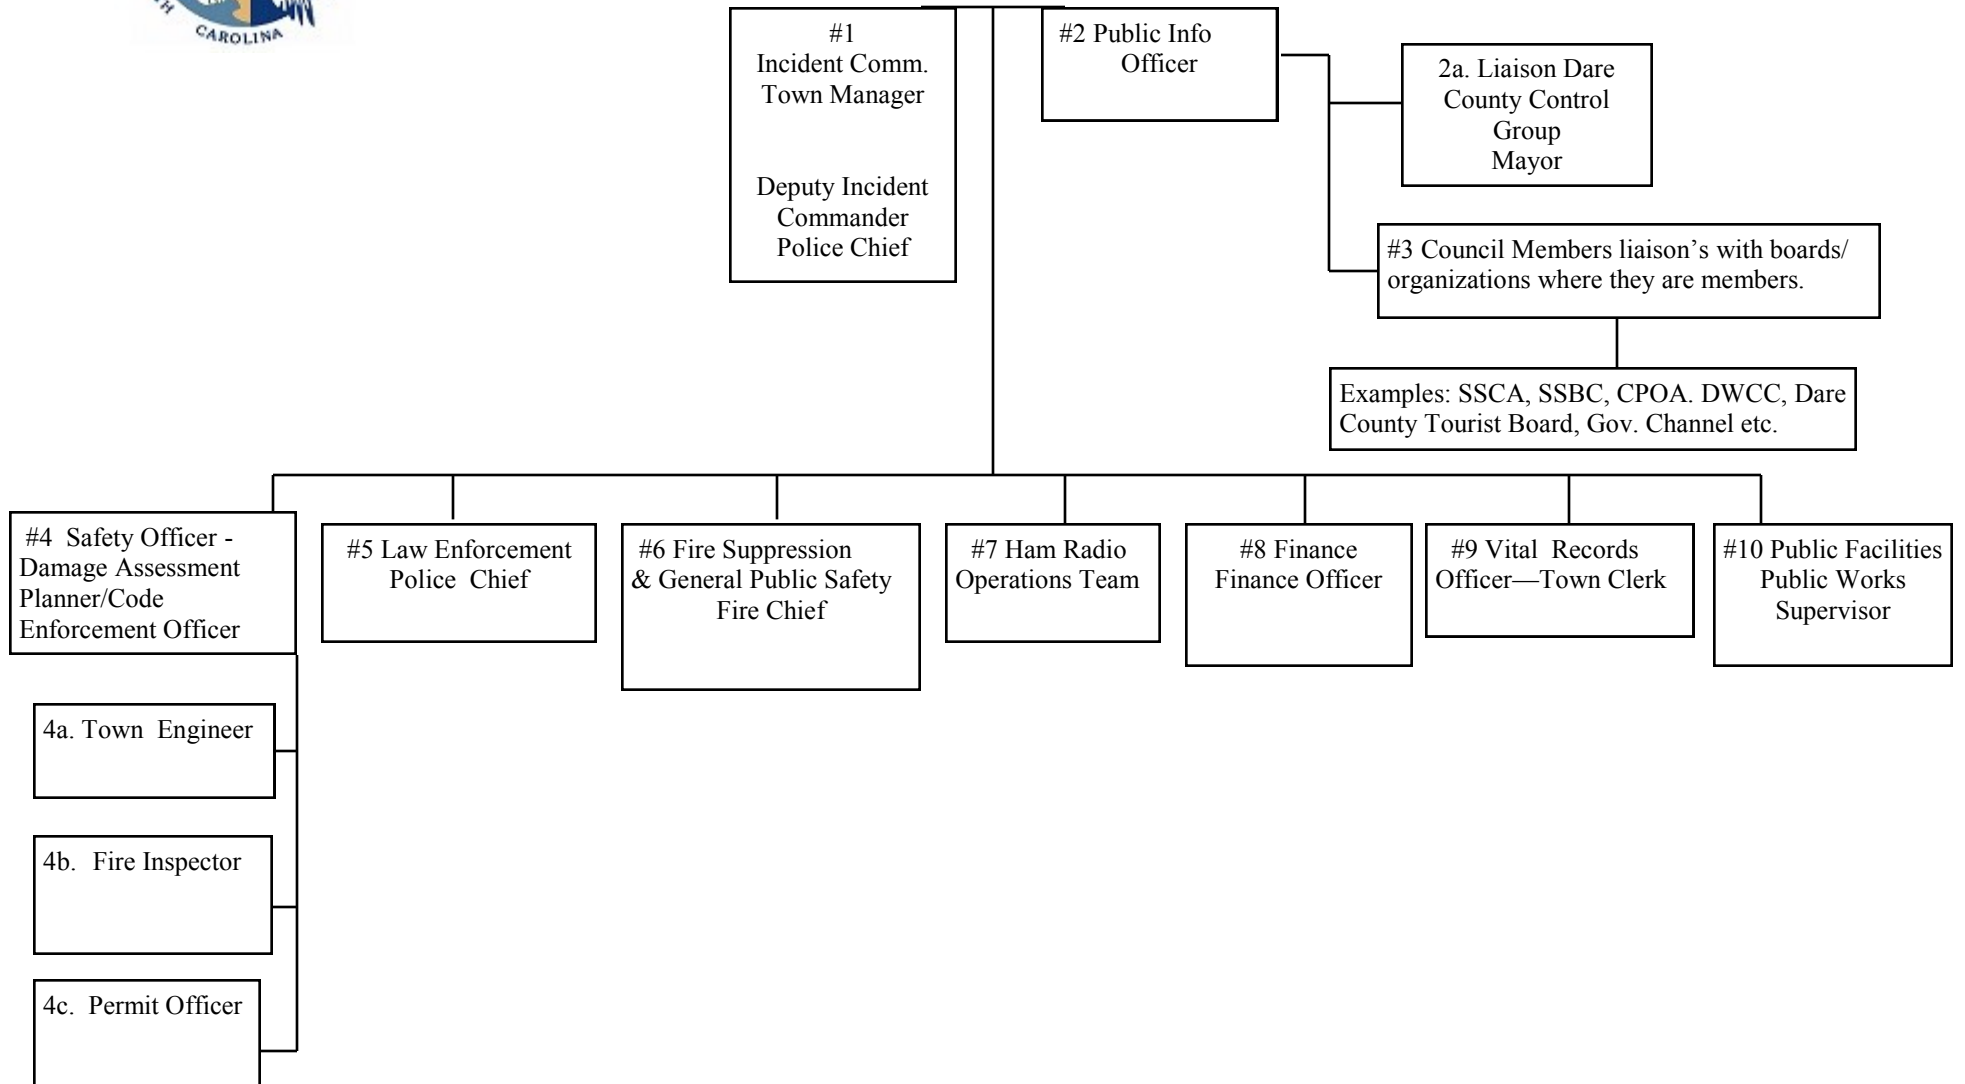 CAROLINA
#1
Incident Comm.
Town Manager
Deputy Incident
Commander
Police Chief
#2 Public Info
Officer
2a. Liaison Dare
County Control
Group
Mayor
#3 Council Members liaison’s with boards/
organizations where they are members.
Examples: SSCA, SSBC, CPOA. DWCC, Dare
County Tourist Board, Gov. Channel etc.
#4 Safety Officer -
Damage Assessment
Planner/Code
Enforcement Officer
#5 Law Enforcement
Police Chief
#6 Fire Suppression
& General Public Safety
Fire Chief
#7 Ham Radio
Operations Team
#8 Finance
Finance Officer
#9 Vital Records
Officer—Town Clerk
#10 Public Facilities
Public Works
Supervisor
4a. Town Engineer
4b. Fire Inspector
4c. Permit Officer